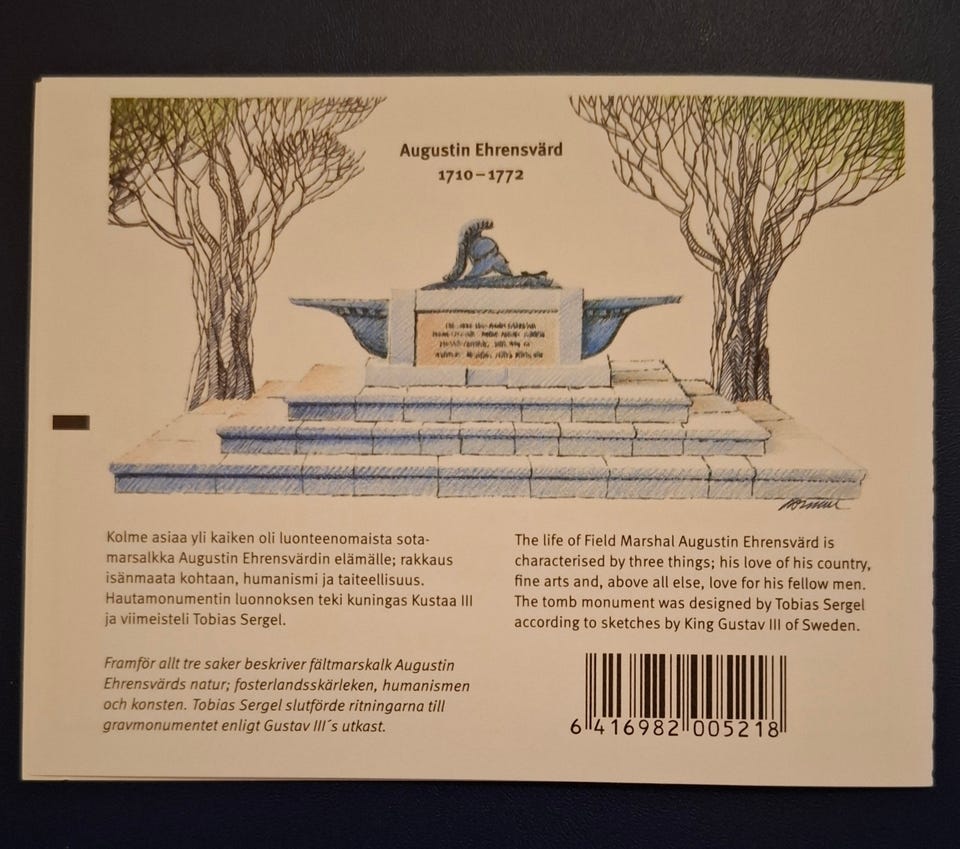 Augustin Ehrensvärd
1710–1772
Kolme asiaa yli kaiken oli luonteenomaista sota-
marsalkka Augustin Ehrensvärdin elämälle; rakkaus
isänmaata kohtaan, humanismi ja taiteellisuus.
Hautamonumentin luonnoksen teki kuningas Kustaa III
ja viimeisteli Tobias Sergel.
Framför allt tre saker beskriver fältmarskalk Augustin
Ehrensvärds natur; fosterlandsskärleken, humanismen
och konsten. Tobias Sergel slutförde ritningarna till
gravmonumentet enligt Gustav III´s utkast.
The life of Field Marshal Augustin Ehrensvärd is
characterised by three things; his love of his country,
fine arts and, above all else, love for his fellow men.
The tomb monument was designed by Tobias Sergel
according to sketches by King Gustav III of Sweden.
6 416982 005218